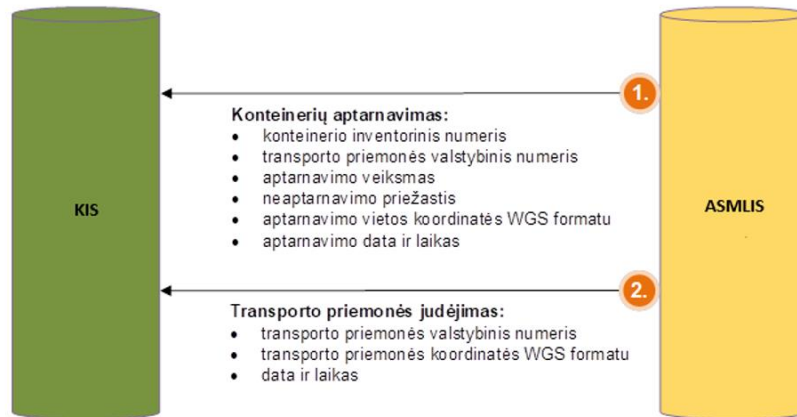 1.
Konteinerių aptarnavimas:
• konteinerio inventorinis numeris
• transporto priemonės valstybinis numeris
• aptarnavimo veiksmas
• neaptarnavimo priežastis
• aptarnavimo vietos koordinatės WGS formatu
• aptarnavimo data ir laikas
KIS
ASMLIS
2.
Transporto priemonės judėjimas:
• transporto priemonės valstybinis numeris
• transporto priemonės koordinatės WGS formatu
• data ir laikas